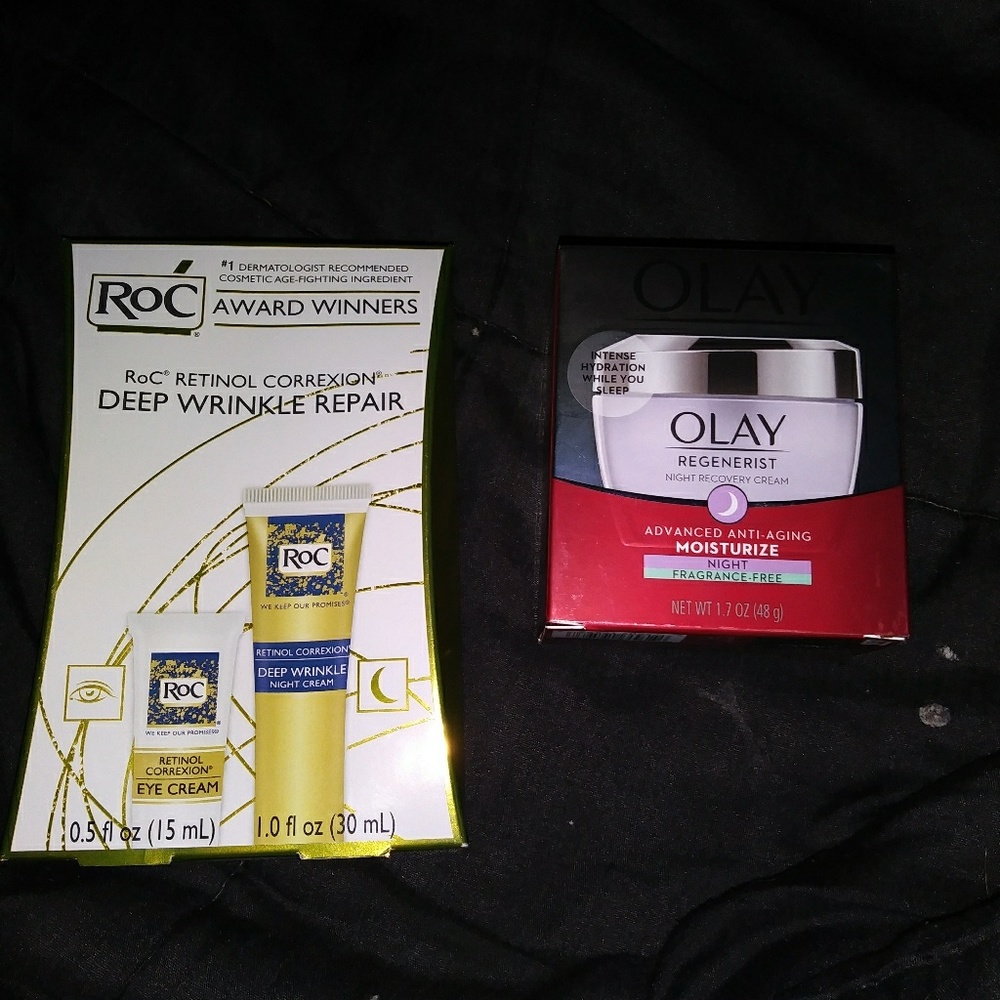 #1 DERMATOLOGIST RECOMMENDED
COSMETIC AGE-FIGHTING INGREDIENT
RoC®
AWARD WINNERS
RoC® RETINOL CORREXION®
DEEP WRINKLE REPAIR
RoC®
WE KEEP OUR PROMISES®
RETINOL CORREXION®
DEEP WRINKLE
NIGHT CREAM
RoC®
WE KEEP OUR PROMISES®
RETINOL
CORREXION®
EYE CREAM
0.5 fl oz (15 mL)
1.0 fl oz (30 mL)
OLAY
INTENSE
HYDRATION
WHILE YOU
SLEEP
OLAY
REGENERIST
NIGHT RECOVERY CREAM
ADVANCED ANTI-AGING
MOISTURIZE
NIGHT
FRAGRANCE-FREE
NET WT 1.7 OZ (48 g)